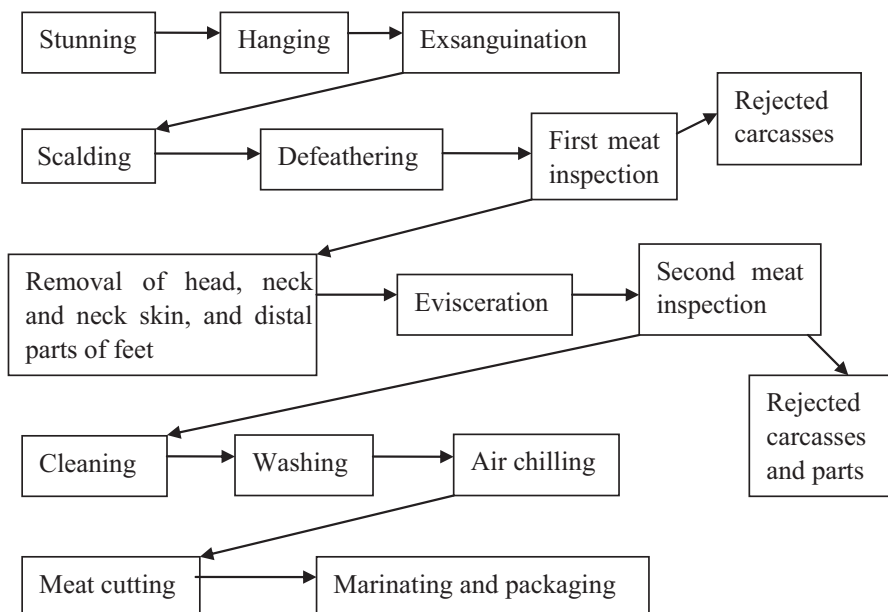 Stunning
Hanging
Exsanguination
Rejected
carcasses
Scalding
Defeathering
First meat
inspection
Removal of head, neck
and neck skin, and distal
parts of feet
Evisceration
Second meat
inspection
Rejected
carcasses
and parts
Cleaning
Washing
Air chilling
Meat cutting
Marinating and packaging